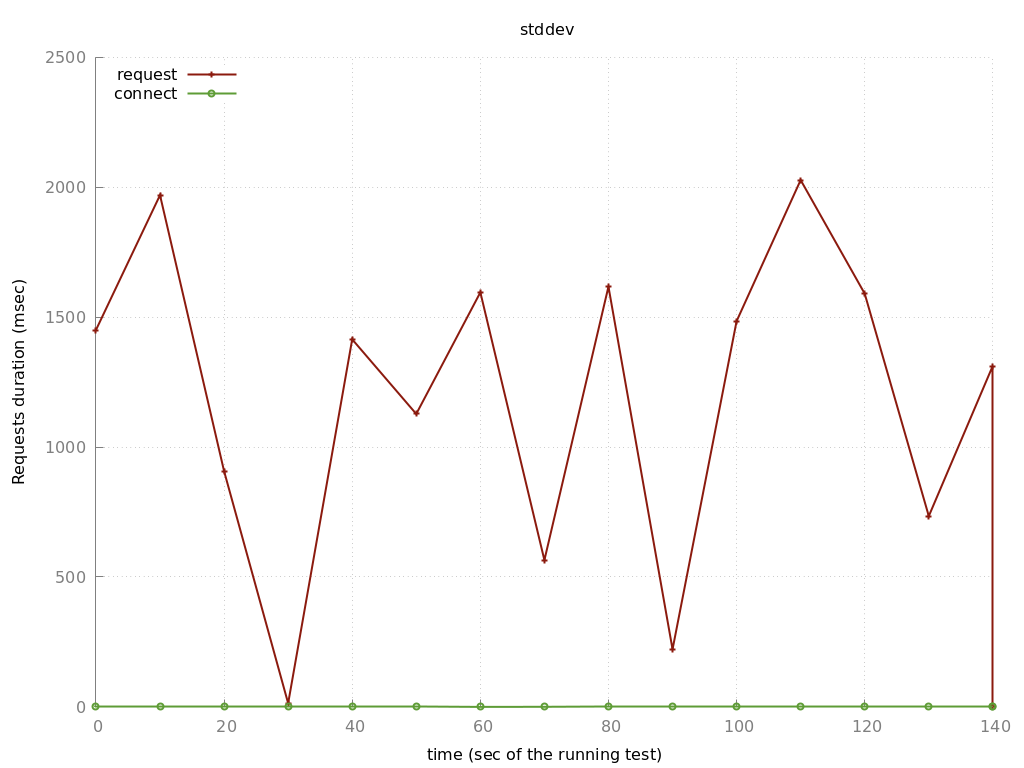 stddev
2500
request
connect
2000
1500
1000
500
0
Requests duration (msec)
0 20 40 60 80 100 120 140
time (sec of the running test)